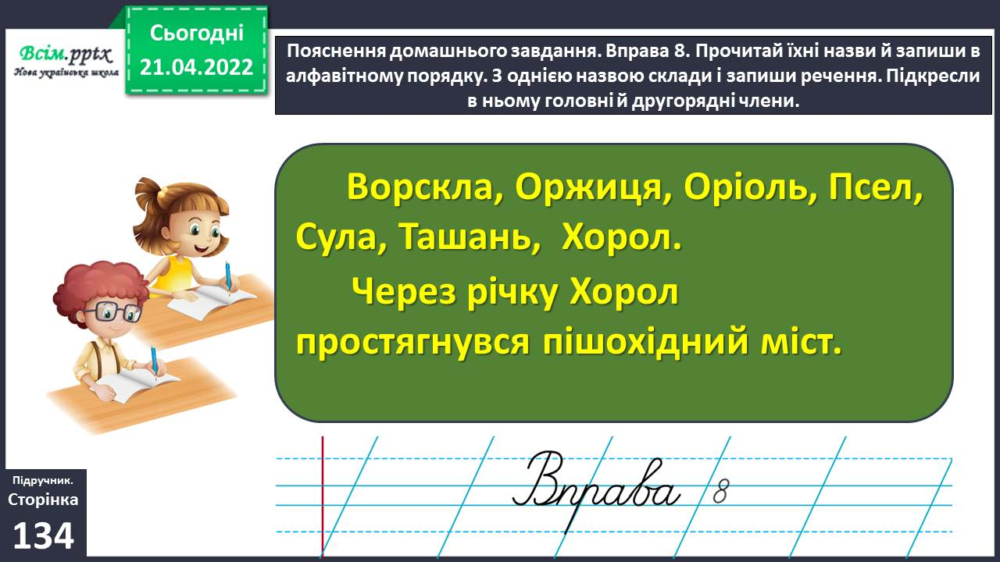 Всім.pptx
Нова українська школа
Сьогодні
21.04.2022
Пояснення домашнього завдання. Вправа 8. Прочитай їхні назви й запиши в
алфавітному порядку. З однією назвою склади і запиши речення. Підкресли
в ньому головні й другорядні члени.
Ворскла, Оржиця, Оріоль, Псел,
Сула, Ташань, Хорол.
Через річку Хорол
простягнувся пішохідний міст.
Вправа 8
Підручник.
Сторінка
134